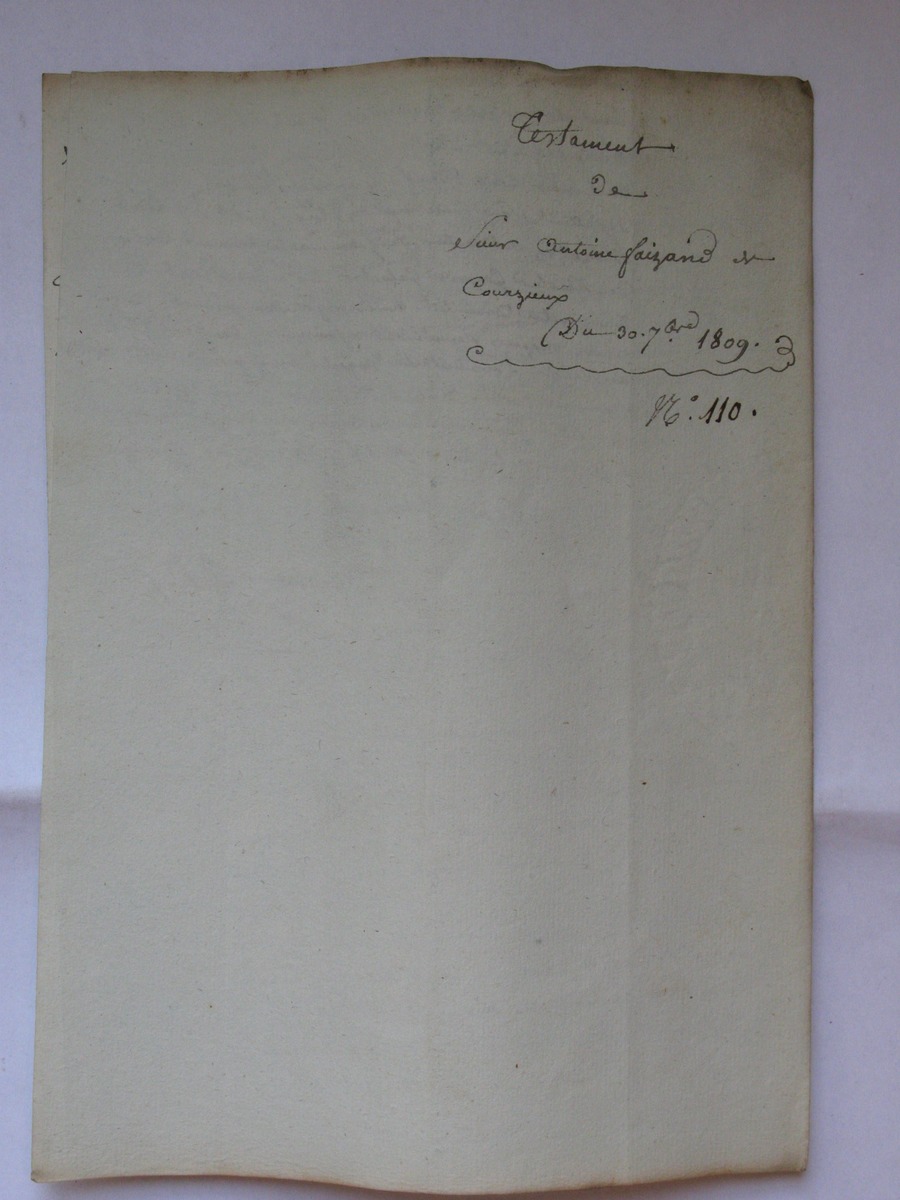 Testament
De
Sieur Antoine faizand de
Courzieux
Du 30. 7.bre 1809.
N.° 110.